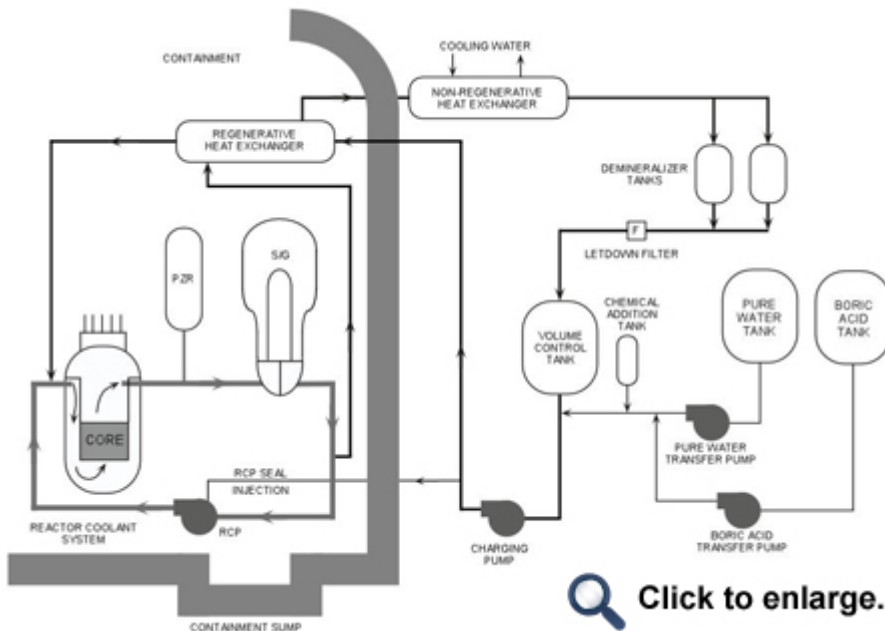 COOLING WATER
CONTAINMENT
NON-REGENERATIVE
HEAT EXCHANGER
REGENERATIVE
HEAT EXCHANGER
DEMINERALIZER
TANKS
F
LETDOWN FILTER
S/G
PZR
CHEMICAL
ADDITION
TANK
PURE
WATER
TANK
BORIC
ACID
TANK
VOLUME
CONTROL
TANK
CORE
PURE WATER
TRANSFER PUMP
RCP SEAL
INJECTION
REACTOR COOLANT
SYSTEM
RCP
CHARGING
PUMP
BORIC ACID
TRANSFER PUMP
CONTAINMENT SUMP
Click to enlarge.